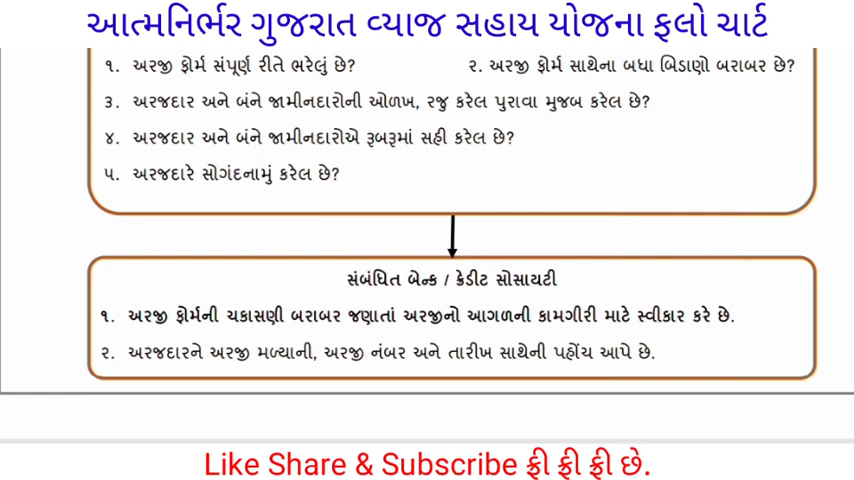 આત્મનિર્ભર ગુજરાત વ્યાજ સહાય યોજના ફલો ચાર્ટ
૧. અરજી ફોર્મ સંપૂર્ણ રીતે ભરેલું છે? ૨. અરજી ફોર્મ સાથેના બધા બિડાણો બરાબર છે?
૩. અરજદાર અને બંને જામીનદારોની ઓળખ, રજુ કરેલ પુરાવા મુજબ કરેલ છે?
૪. અરજદાર અને બંને જામીનદારોએ રૂબરૂમાં સહી કરેલ છે?
૫. અરજદારે સોગંદનામું કરેલ છે?
સંબંધિત બેન્ક / ક્રેડીટ સોસાયટી
૧. અરજી ફોર્મની ચકાસણી બરાબર જણાતાં અરજીનો આગળની કામગીરી માટે સ્વીકાર કરે છે.
૨. અરજદારને અરજી મળ્યાની, અરજી નંબર અને તારીખ સાથેની પહોંચ આપે છે.
Like Share & Subscribe ફ્રી ફ્રી ફ્રી છે.